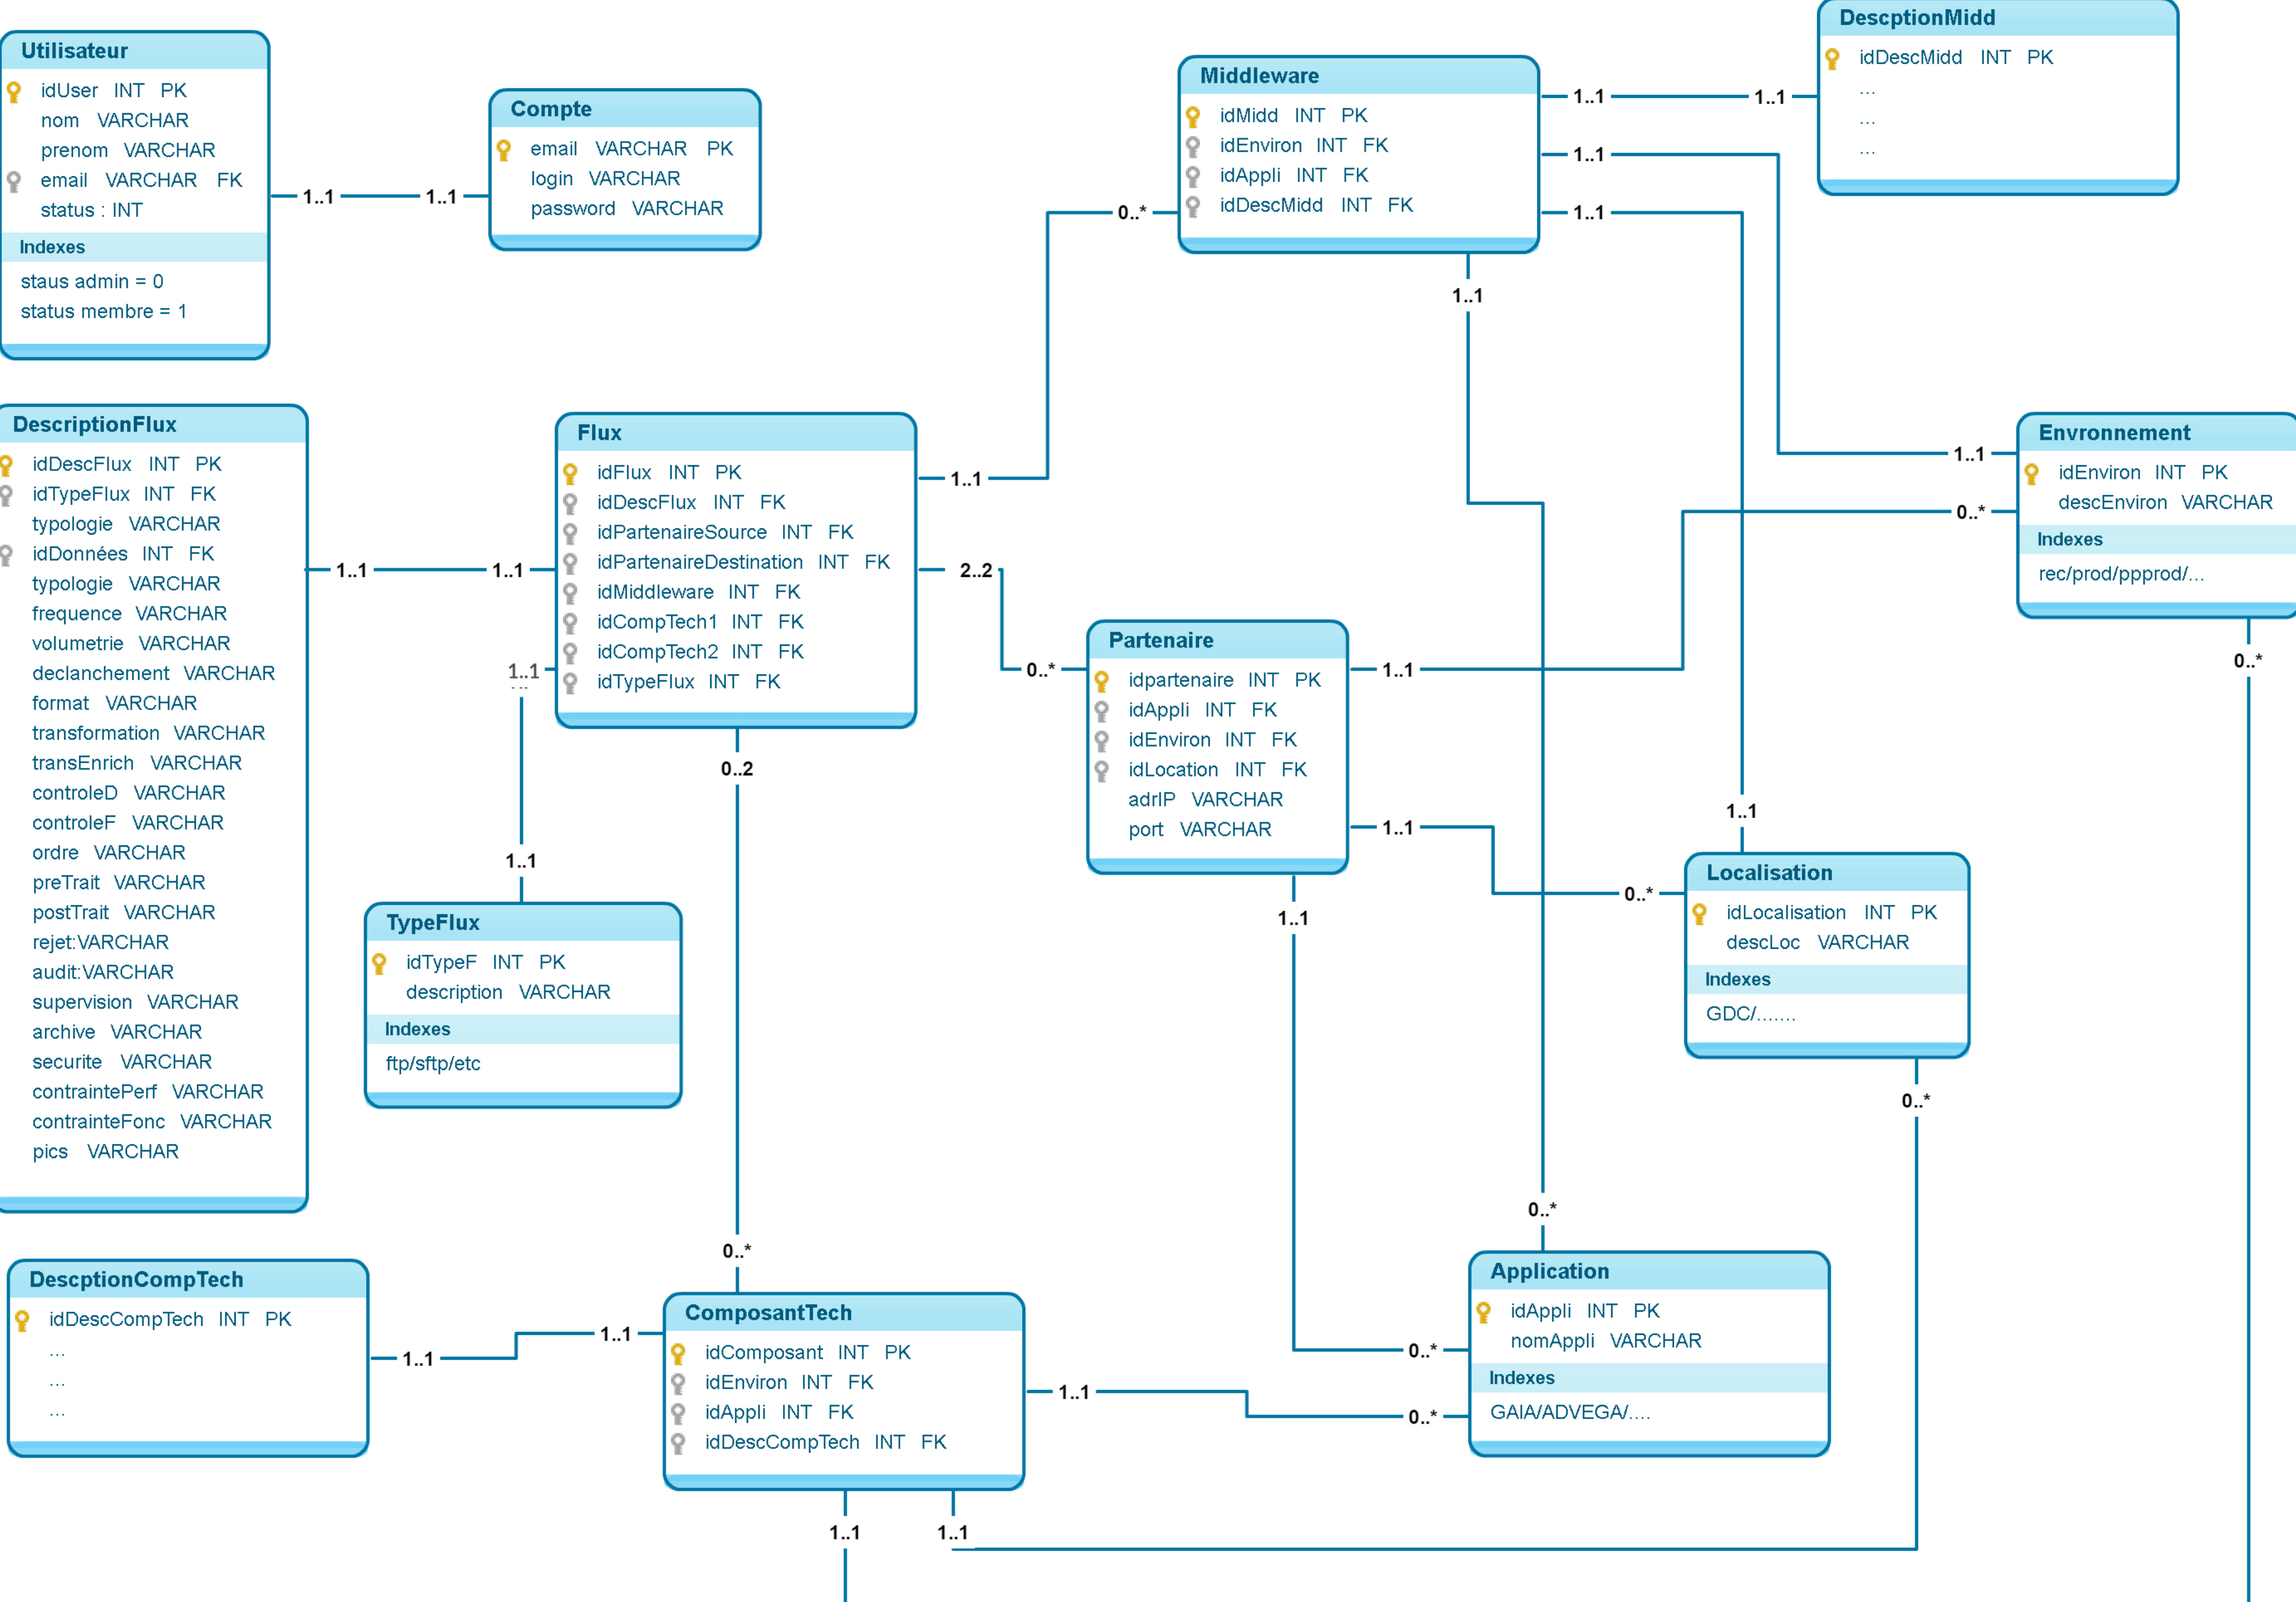 Utilisateur
idUser INT PK
nom VARCHAR
prenom VARCHAR
email VARCHAR FK
status : INT
Indexes
staus admin = 0
status membre = 1
1..1
1..1
Compte
email VARCHAR PK
login VARCHAR
password VARCHAR
Middleware
idMidd INT PK
idEnviron INT FK
idAppli INT FK
idDescMidd INT FK
0..*
1..1
1..1
1..1
1..1
1..1
DescptionMidd
idDescMidd INT PK
...
...
...
DescriptionFlux
idDescFlux INT PK
idTypeFlux INT FK
typologie VARCHAR
idDonnées INT FK
typologie VARCHAR
frequence VARCHAR
volumetrie VARCHAR
declanchement VARCHAR
format VARCHAR
transformation VARCHAR
transEnrich VARCHAR
controleD VARCHAR
controleF VARCHAR
ordre VARCHAR
preTrait VARCHAR
postTrait VARCHAR
rejet:VARCHAR
audit:VARCHAR
supervision VARCHAR
archive VARCHAR
securite VARCHAR
contraintePerf VARCHAR
contrainteFonc VARCHAR
pics VARCHAR
1..1
1..1
Flux
idFlux INT PK
idDescFlux INT FK
idPartenaireSource INT FK
idPartenaireDestination INT FK
idMiddleware INT FK
idCompTech1 INT FK
idCompTech2 INT FK
idTypeFlux INT FK
1..1
2..2
1..1
0..2
0..*
Partenaire
idpartenaire INT PK
idAppli INT FK
idEnviron INT FK
idLocation INT FK
adrIP VARCHAR
port VARCHAR
1..1
1..1
1..1
Envronnement
idEnviron INT PK
descEnviron VARCHAR
Indexes
rec/prod/ppprod/...
1..1
0..*
0..*
1..1
TypeFlux
idTypeF INT PK
description VARCHAR
Indexes
ftp/sftp/etc
1..1
0..*
Localisation
idLocalisation INT PK
descLoc VARCHAR
Indexes
GDC/.......
0..*
DescptionCompTech
idDescCompTech INT PK
...
...
...
1..1
1..1
0..*
ComposantTech
idComposant INT PK
idEnviron INT FK
idAppli INT FK
idDescCompTech INT FK
1..1
1..1
1..1
0..*
0..*
0..*
Application
idAppli INT PK
nomAppli VARCHAR
Indexes
GAIA/ADVEGA/....